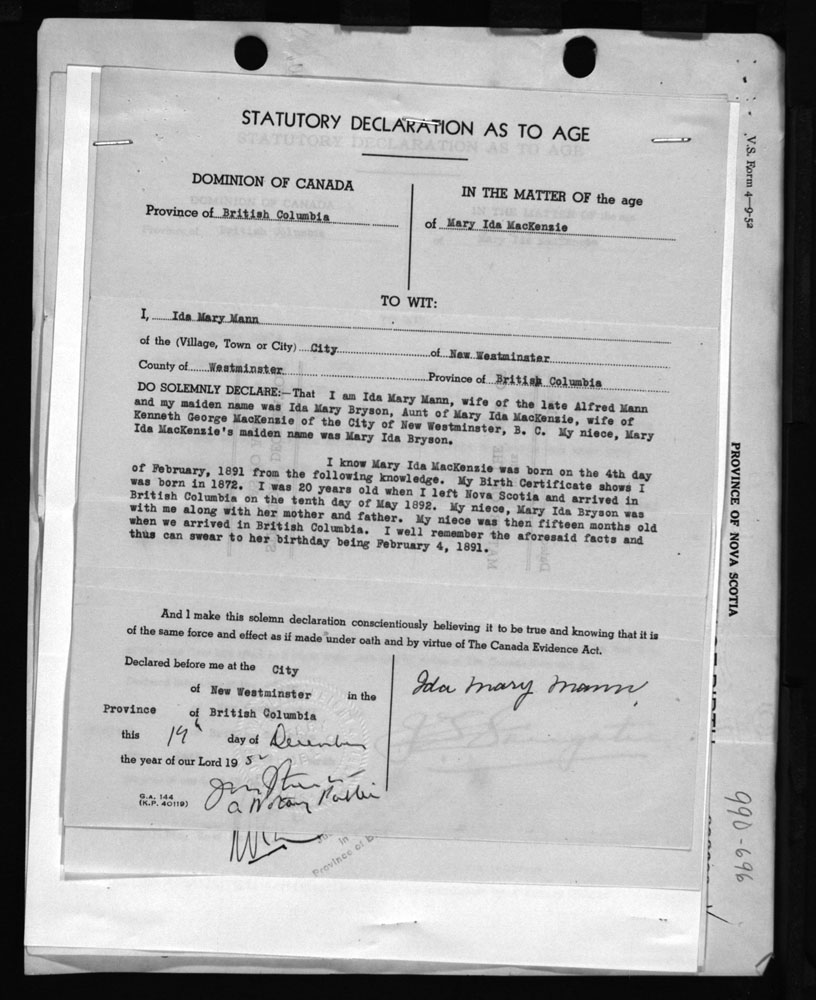 STATUTORY DECLARATION AS TO AGE
DOMINION OF CANADA
Province of British Columbia
IN THE MATTER OF the age
of Mary Ida MacKenzie
TO WIT:
I, Ida Mary Mann
of the (Village, Town or City) City of New Westminster
County of Westminster Province of British Columbia
DO SOLEMNLY DECLARE:—That I am Ida Mary Mann, wife of the late Alfred Mann
and my maiden name was Ida Mary Bryson, Aunt of Mary Ida MacKenzie, wife of
Kenneth George MacKenzie of the City of New Westminster, B. C. My niece, Mary
Ida MacKenzie's maiden name was Mary Ida Bryson.
I know Mary Ida MacKenzie was born on the 4th day
of February, 1891 from the following knowledge. My Birth Certificate shows I
was born in 1872. I was 20 years old when I left Nova Scotia and arrived in
British Columbia on the tenth day of May 1892. My niece, Mary Ida Bryson was
with me along with her mother and father. My niece was then fifteen months old
when we arrived in British Columbia. I well remember the aforesaid facts and
thus can swear to her birthday being February 4, 1891.
And I make this solemn declaration conscientiously believing it to be true and knowing that it is
of the same force and effect as if made under oath and by virtue of The Canada Evidence Act.
Declared before me at the City
of New Westminster in the
Province of British Columbia
this 19th day of December
the year of our Lord 195
Ida Mary Mann
a Notary Public
G.A. 144
(K.P. 40119)
in
Province of B
V.S. Form 4—9-52
PROVINCE OF NOVA SCOTIA
990-696